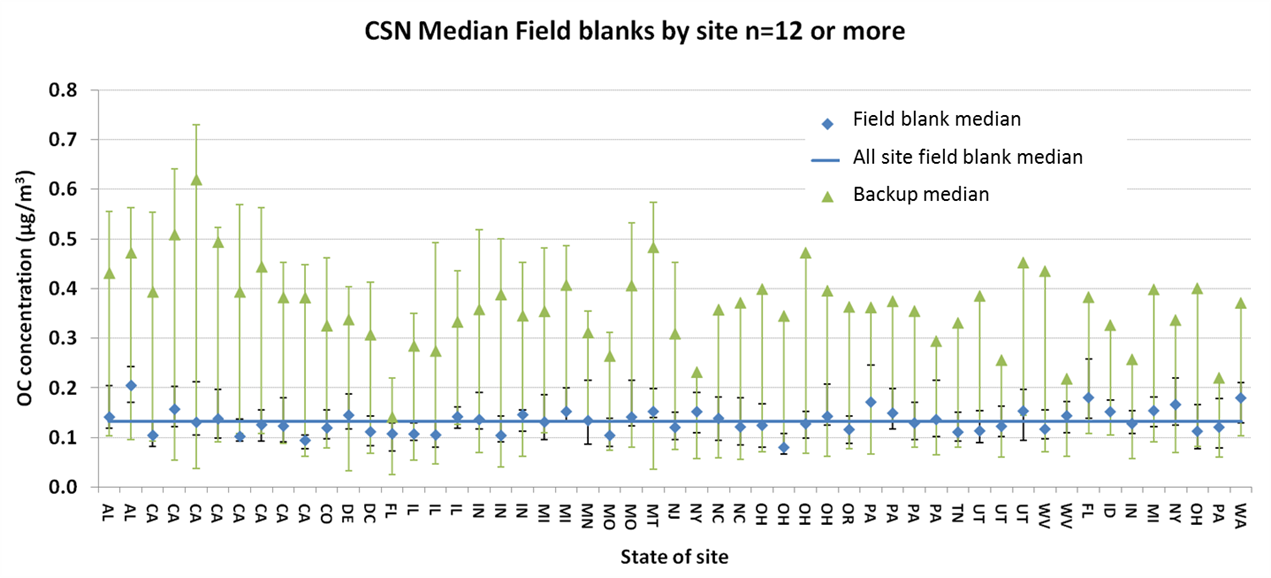 CSN Median Field blanks by site n=12 or more
OC concentration (μg/m³)
0.8
0.7
0.6
0.5
0.4
0.3
0.2
0.1
0.0
Field blank median
All site field blank median
Backup median
AL AL CA CA CA CA CA CA CA CA CO DE DC FL IL IL IL IN IN IN MI MI MN MO MO MT NJ NY NC NC OH OH OH OH OR PA PA PA PA TN UT UT UT WV WV FL ID IN MI NY OH PA WA
State of site